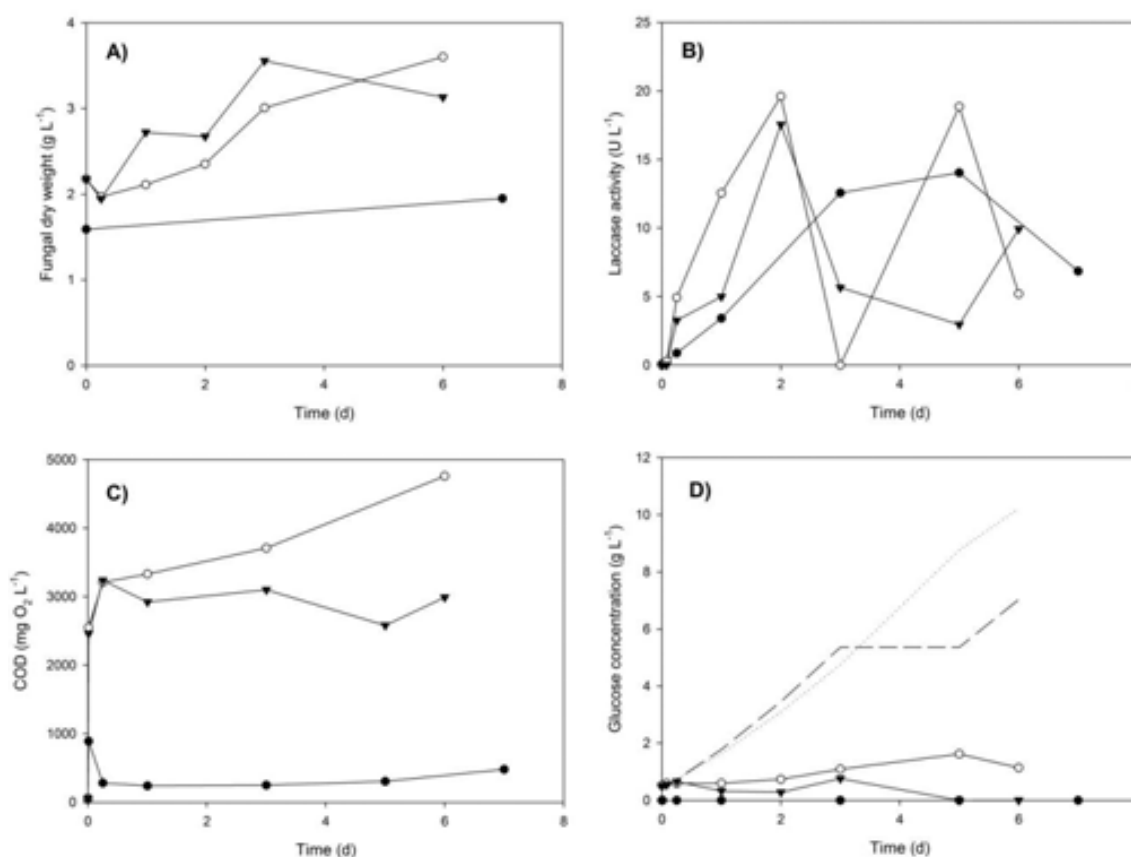 A)
Fungal dry weight (g L⁻¹)
4
3
2
1
0
0 2 4 6 8
Time (d)
B)
Laccase activity (U L⁻¹)
25
20
15
10
5
0
0 2 4 6
Time (d)
C)
COD (mg O₂ L⁻¹)
5000
4000
3000
2000
1000
0
0 2 4 6 8
Time (d)
D)
Glucose concentration (g L⁻¹)
12
10
8
6
4
2
0
0 2 4 6
Time (d)